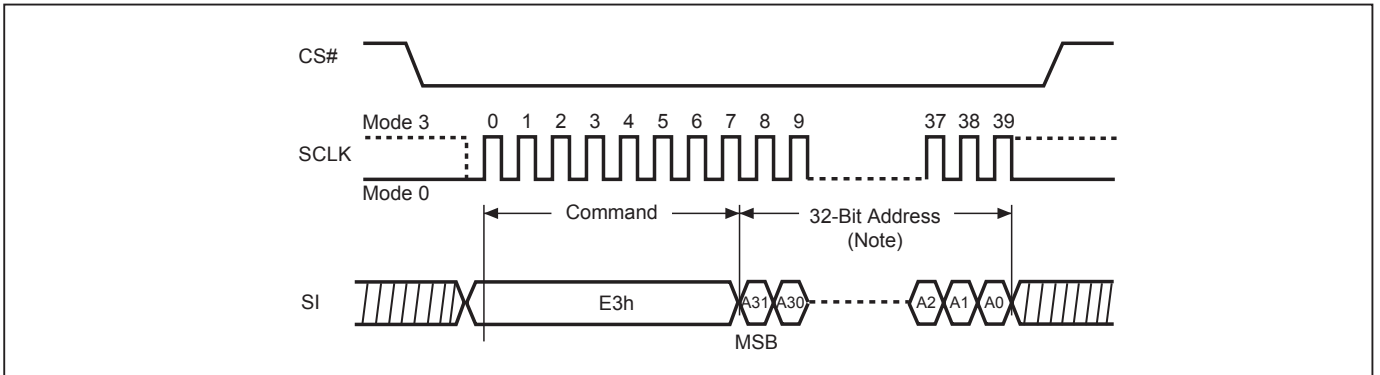 CS#
Mode 3
0 1 2 3 4 5 6 7 8 9 37 38 39
SCLK
Mode 0
Command
32-Bit Address
(Note)
SI
E3h
A31 A30 A2 A1 A0
MSB